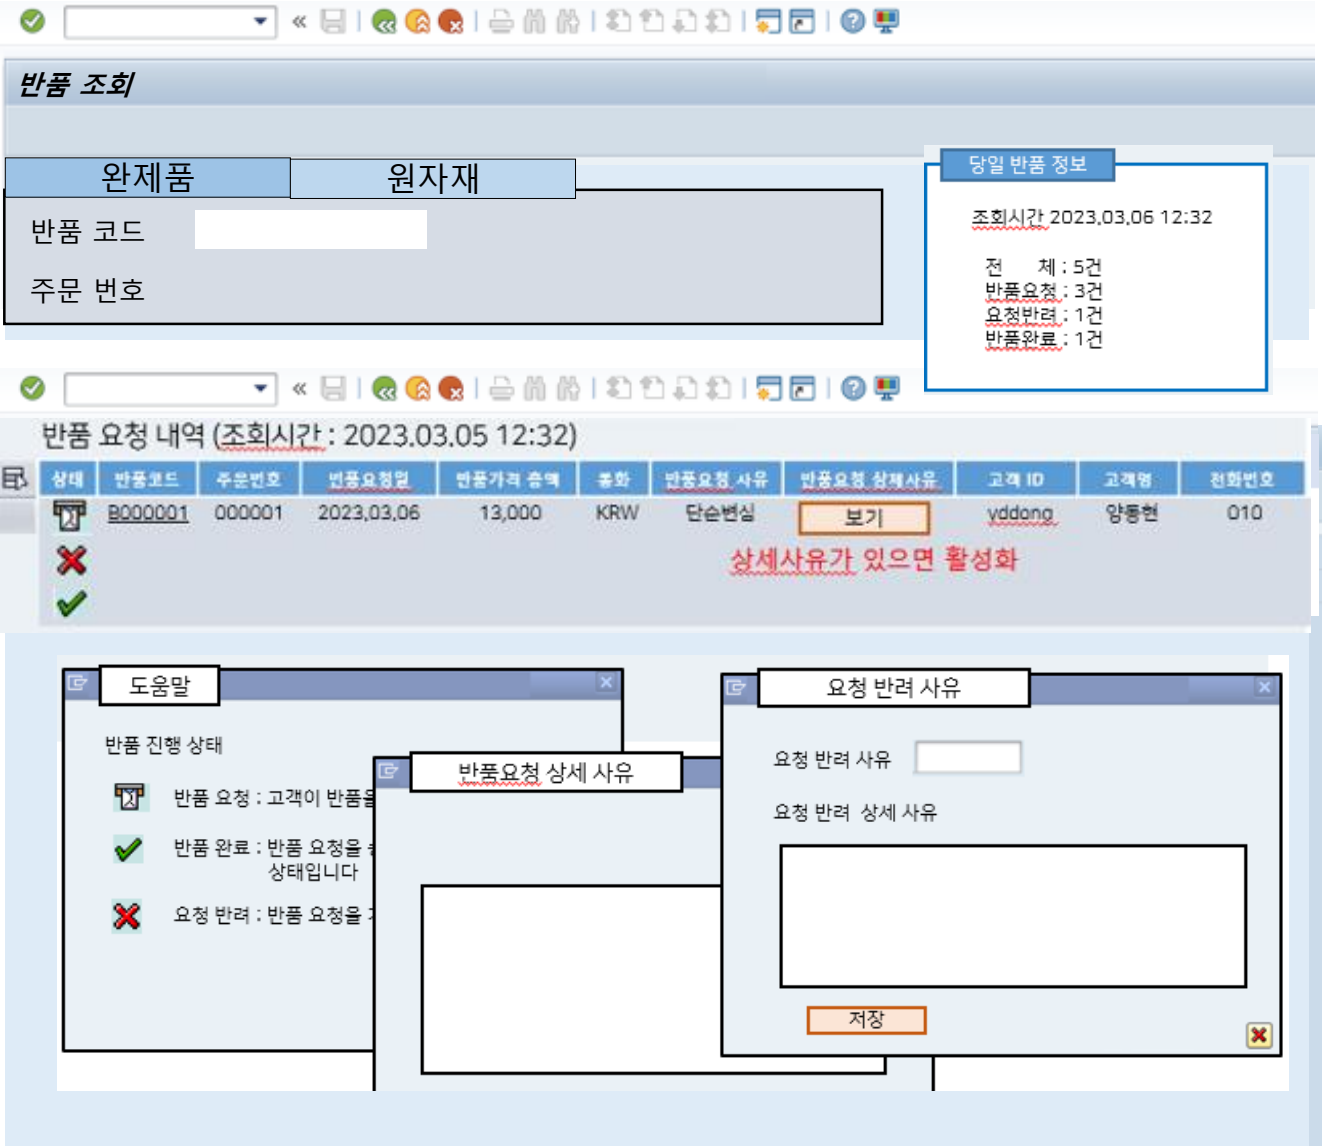 반품 조회
완제품
원자재
반품 코드
주문 번호
당일 반품 정보
조회시간 2023.03.06 12:32
전 체 : 5건
반품요청 : 3건
요청반려 : 1건
반품완료 : 1건
반품 요청 내역 (조회시간 : 2023.03.05 12:32)
상태 반품코드 주문번호 반품요청일 반품가격 총액 통화 반품요청 사유 반품요청 상제사유 고객 ID 고객명 전화번호
B000001 000001 2023.03.06 13,000 KRW 단순변심 보기 yddong 양동현 010
상세사유가 있으면 활성화
도움말
반품 진행 상태
반품 요청 : 고객이 반품을
반품 완료 : 반품 요청을
상태입니다
요청 반려 : 반품 요청을
반품요청 상세 사유
요청 반려 사유
요청 반려 사유
요청 반려 상세 사유
저장